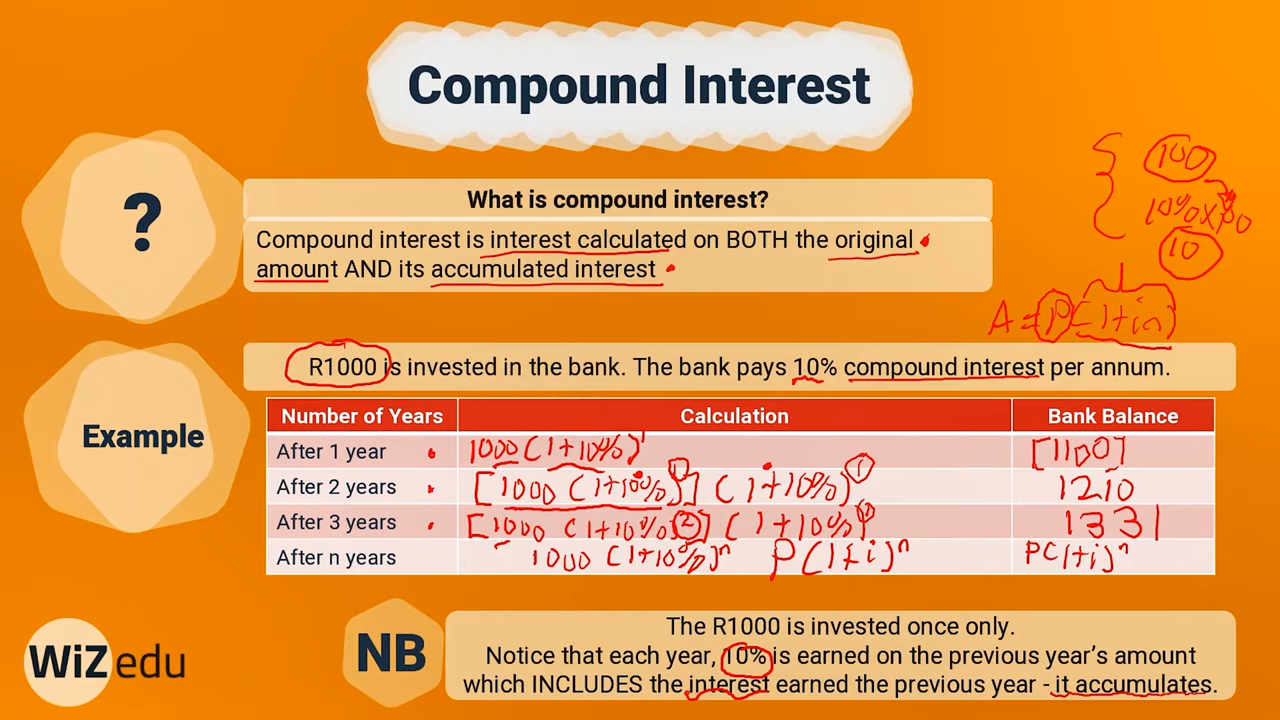 Compound Interest
?
What is compound interest?
Compound interest is interest calculated on BOTH the original
amount AND its accumulated interest
100
10% x
10
A = P(1+in)
R1000 is invested in the bank. The bank pays 10% compound interest per annum.
Example
Number of Years Calculation Bank Balance
After 1 year 1000 (1+10%)¹ [1100]
After 2 years [1000 (1+10%)¹] (1+10%)¹ 1210
After 3 years [1000 (1+10%)²] (1+10%) 1331
After n years 1000 (1+10%)ⁿ P(1+i)ⁿ P(1+i)ⁿ
NB
The R1000 is invested once only.
Notice that each year, 10% is earned on the previous year's amount
which INCLUDES the interest earned the previous year - it accumulates.
WiZedu